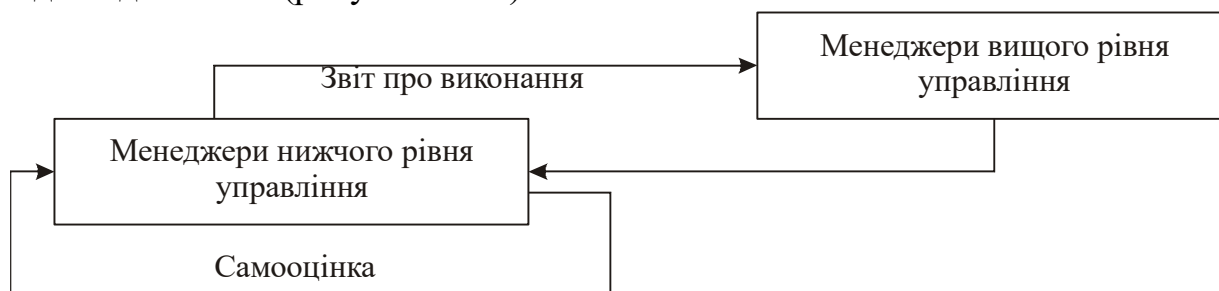 Менеджери вищого рівня
управління
Звіт про виконання
Менеджери нижчого рівня
управління
Самооцінка